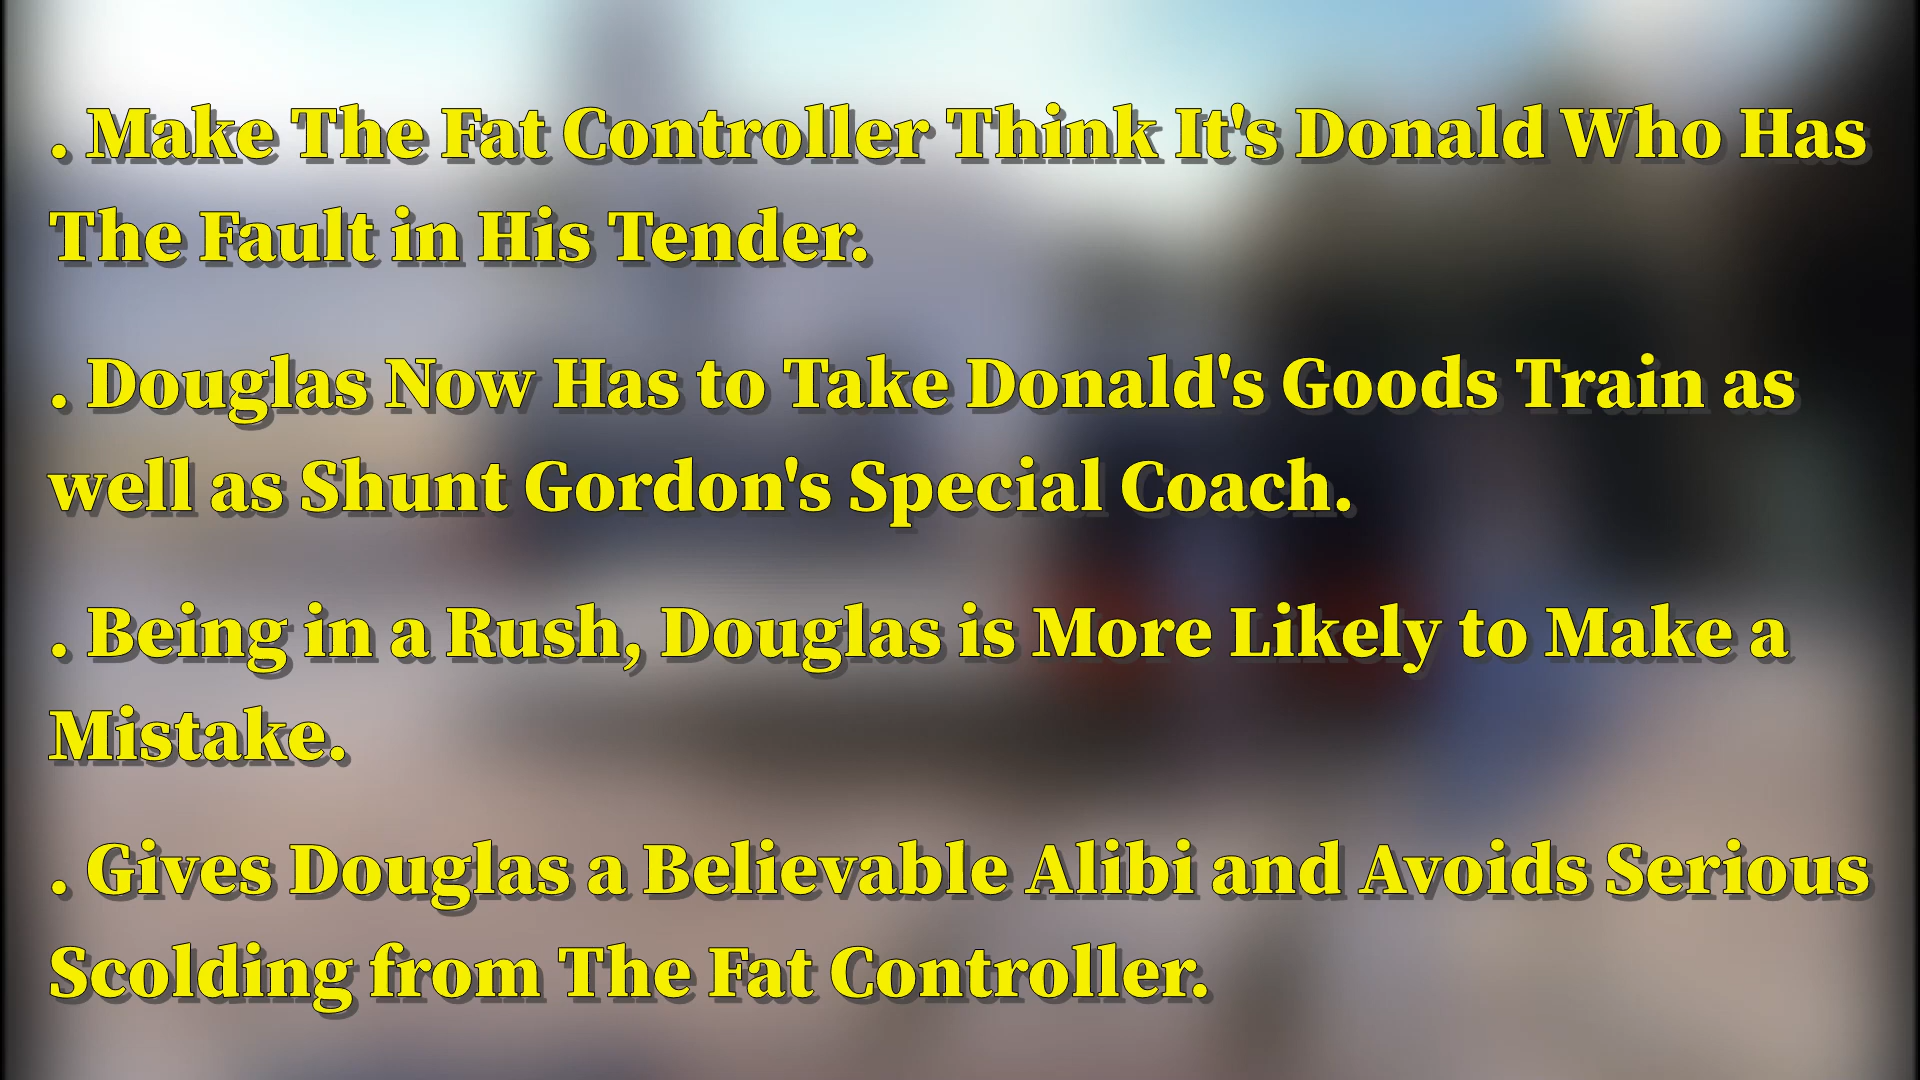 . Make The Fat Controller Think It's Donald Who Has
The Fault in His Tender.
. Douglas Now Has to Take Donald's Goods Train as
well as Shunt Gordon's Special Coach.
. Being in a Rush, Douglas is More Likely to Make a
Mistake.
. Gives Douglas a Believable Alibi and Avoids Serious
Scolding from The Fat Controller.